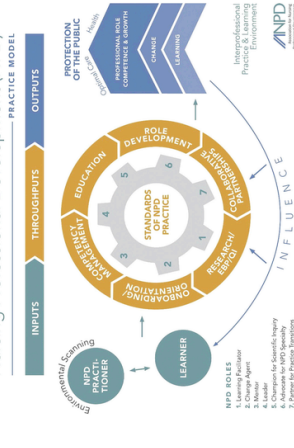 PRACTICE MODEL
INPUTS
THROUGHPUTS
OUTPUTS
Environmental Scanning
NPD
PRACTI-
TIONER
LEARNER
ONBOARDING/
ORIENTATION
COMPETENCY
MANAGEMENT
EDUCATION
ROLE
DEVELOPMENT
COLLABORATIVE
PARTNERSHIPS
RESEARCH/
EBP/QI
STANDARDS
OF NPD
PRACTICE
1
2
3
4
5
6
7
PROTECTION
OF THE PUBLIC
Optimal Care
Health
PROFESSIONAL ROLE
COMPETENCE & GROWTH
CHANGE
LEARNING
Interprofessional
Practice & Learning
Environment
INFLUENCE
NPD ROLES
1. Learning Facilitator
2. Change Agent
3. Mentor
4. Leader
5. Champion for Scientific Inquiry
6. Advocate for NPD Specialty
7. Partner for Practice Transitions
ANPD